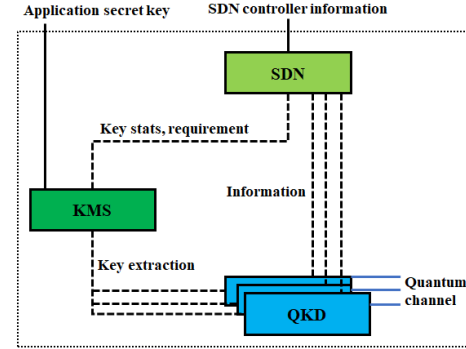 Application secret key
SDN controller information
SDN
Key stats, requirement
KMS
Information
Key extraction
Quantum
channel
QKD